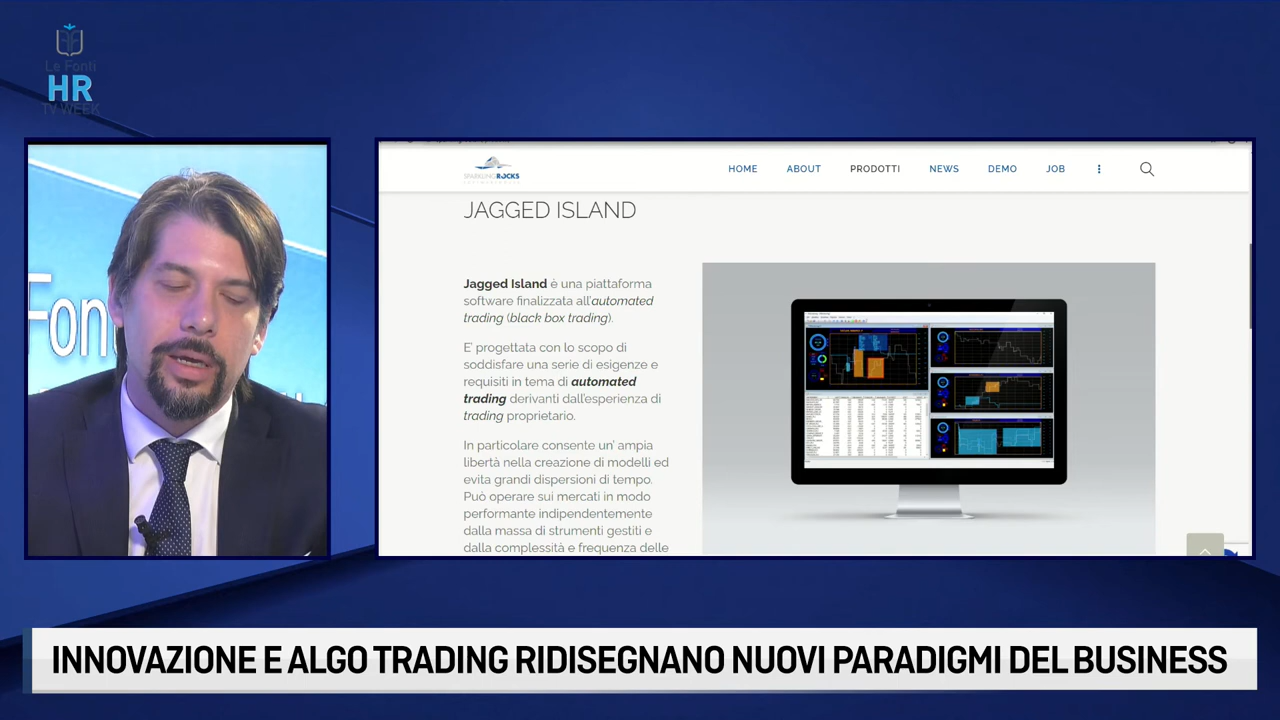 Le Fonti
HR
TV WEEK
Fon
SPARKLING ROCKS
HOME
ABOUT
PRODOTTI
NEWS
DEMO
JOB
JAGGED ISLAND
Jagged Island è una piattaforma
software finalizzata all'automated
trading (black box trading).
E' progettata con lo scopo di
soddisfare una serie di esigenze e
requisiti in tema di automated
trading derivanti dall'esperienza di
trading proprietario.
In particolare consente un' ampia
libertà nella creazione di modelli ed
evita grandi dispersioni di tempo.
Può operare sui mercati in modo
performante indipendentemente
dalla massa di strumenti gestiti e
dalla complessità e frequenza delle
INNOVAZIONE E ALGO TRADING RIDISEGNANO NUOVI PARADIGMI DEL BUSINESS